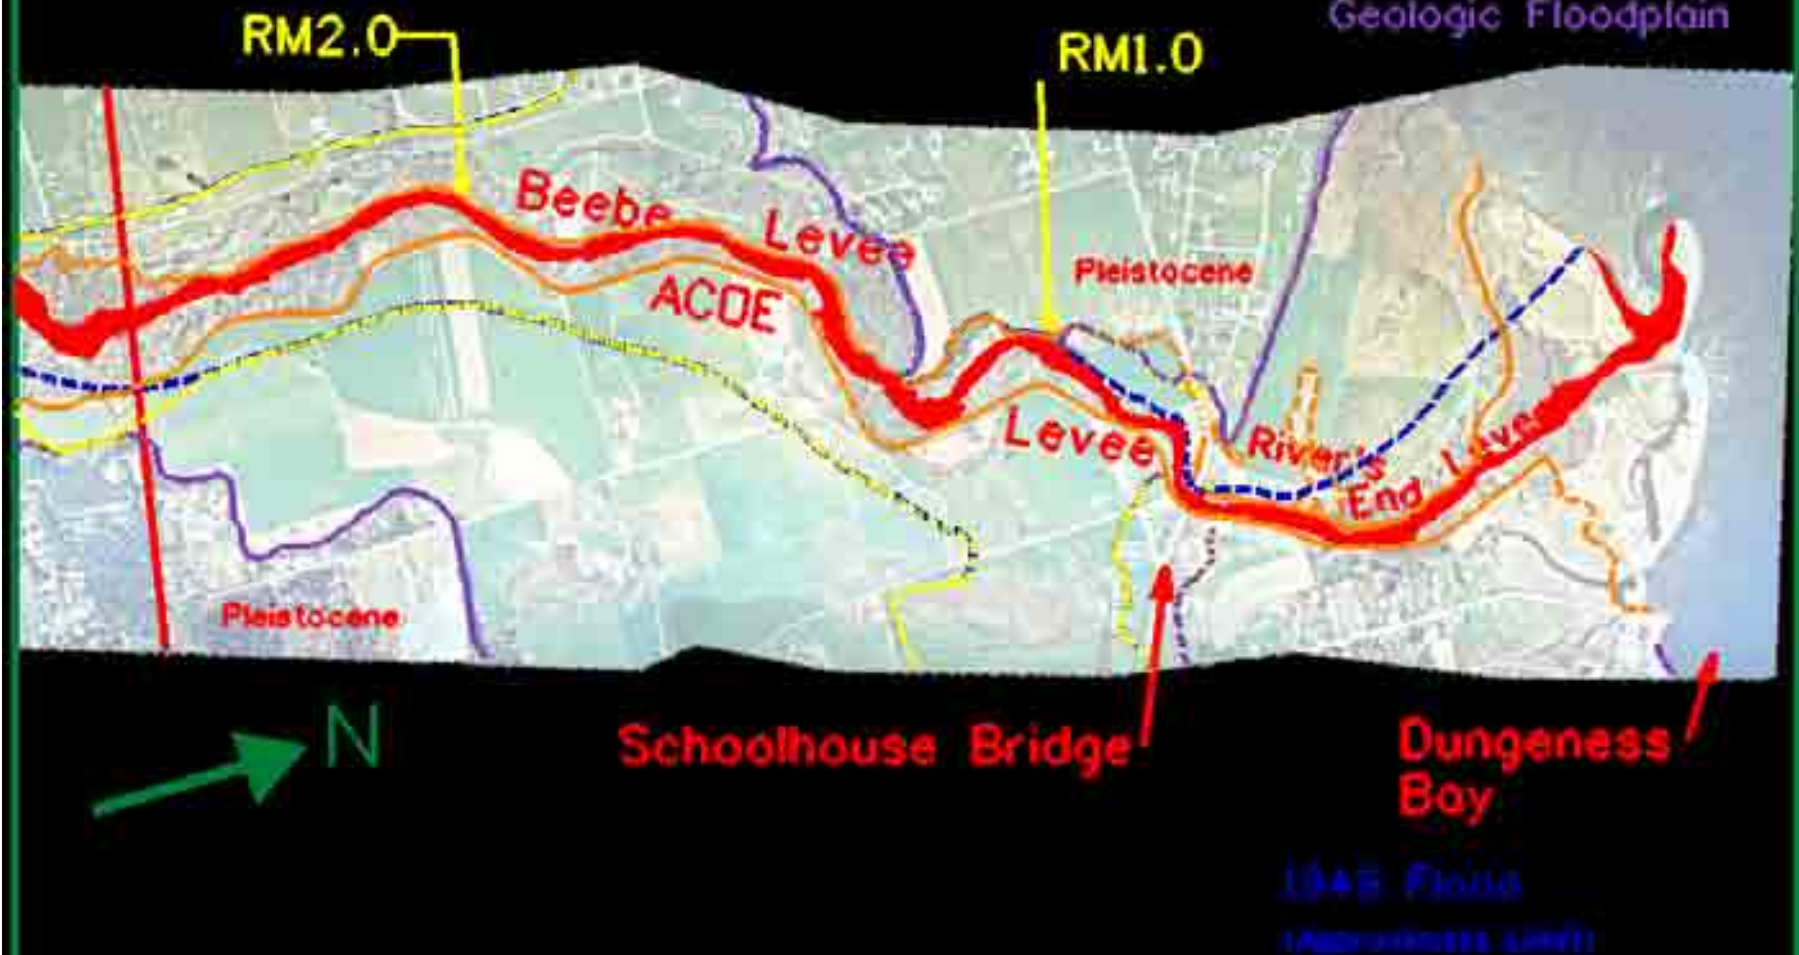 Geologic Floodplain
RM2.0
RM1.0
Beebe
Levee
Pleistocene
ACOE
Levee
River's
End Levee
Pleistocene
N
Schoolhouse Bridge
Dungeness
Bay
Flood